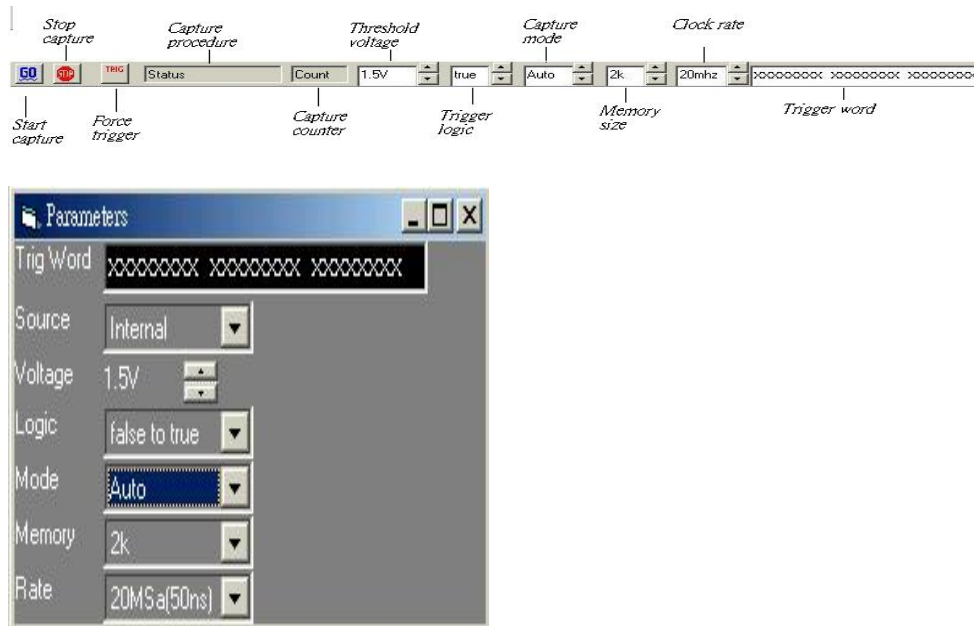 Stop capture
Capture procedure
Threshold voltage
Capture mode
Clock rate
GO STOP TRIG Status Count 1.5V true Auto 2k 20mhz xxxxxxxx xxxxxxxx xxxxxxxx
Start capture
Force trigger
Capture counter
Trigger logic
Memory size
Trigger word
Parameters
Trig Word xxxxxxxx xxxxxxxx xxxxxxxx
Source Internal
Voltage 1.5V
Logic false to true
Mode Auto
Memory 2k
Rate 20MSa(50ns)